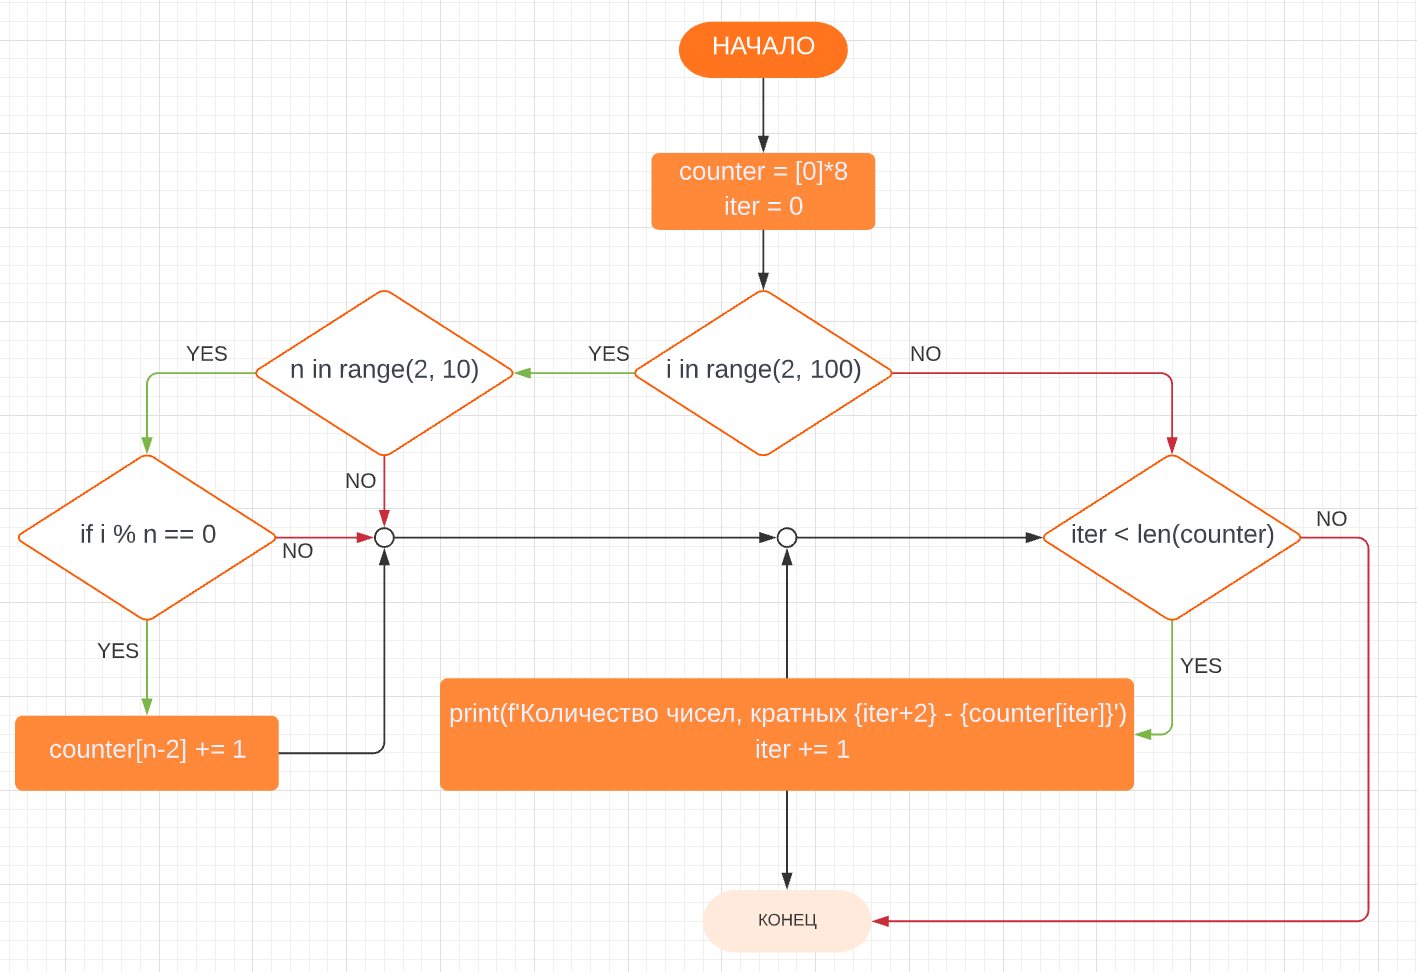 НАЧАЛО
counter = [0]*8
iter = 0
n in range(2, 10)
i in range(2, 100)
YES
YES
NO
NO
if i % n == 0
NO
iter < len(counter)
NO
YES
YES
counter[n-2] += 1
print(f'Количество чисел, кратных {iter+2} - {counter[iter]}')
iter += 1
КОНЕЦ